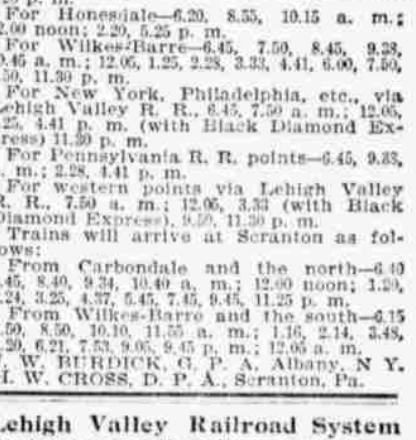 For Honesdale—6.20, 8.55, 10.15 a. m.;
2.00 noon; 2.20, 5.25 p. m.
For Wilkes-Barre—6.45, 7.50, 8.45, 9.38,
0.45 a. m.; 12.05, 1.25, 2.28, 3.33, 4.41, 6.00, 7.50,
.50, 11.30 p. m.
For New York, Philadelphia, etc., via
Lehigh Valley R. R., 6.45, 7.50 a. m.; 12.05,
.25, 4.41 p. m. (with Black Diamond Ex-
ress) 11.30 p. m.
For Pennsylvania R. R. points—6.45, 9.38,
. m.; 2.28, 4.41 p. m.
For western points via Lehigh Valley
R. R., 7.50 a. m.; 12.05, 3.33 (with Black
Diamond Express), 9.50, 11.30 p. m.
Trains will arrive at Scranton as fol-
ows:
From Carbondale and the north—6.40
.45, 8.40, 9.34, 10.40 a. m.; 12.00 noon; 1.20,
.24, 3.25, 4.37, 5.45, 7.45, 9.45, 11.25 p. m.
From Wilkes-Barre and the south—6.15
.50, 8.50, 10.10, 11.55 a. m.; 1.16, 2.14, 3.48,
.20, 6.21, 7.53, 9.05, 9.45 p. m.; 12.05 a. m.
J. W. BURDICK, G. P. A. Albany, N Y.
H. W. CROSS, D. P. A., Scranton, Pa.
Lehigh Valley Railroad System